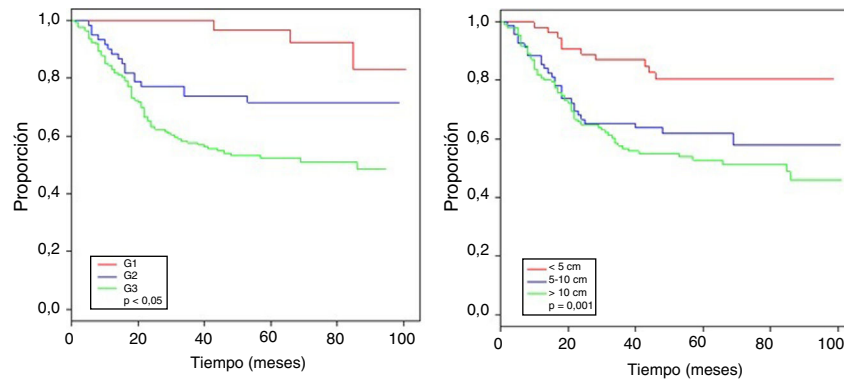 1,0
0,8
0,6
0,4
0,2
0,0
Proporción
G1
G2
G3
p < 0,05
0
20
40
60
80
100
Tiempo (meses)
1,0
0,8
0,6
0,4
0,2
0,0
Proporción
< 5 cm
5-10 cm
> 10 cm
p = 0,001
0
20
40
60
80
100
Tiempo (meses)